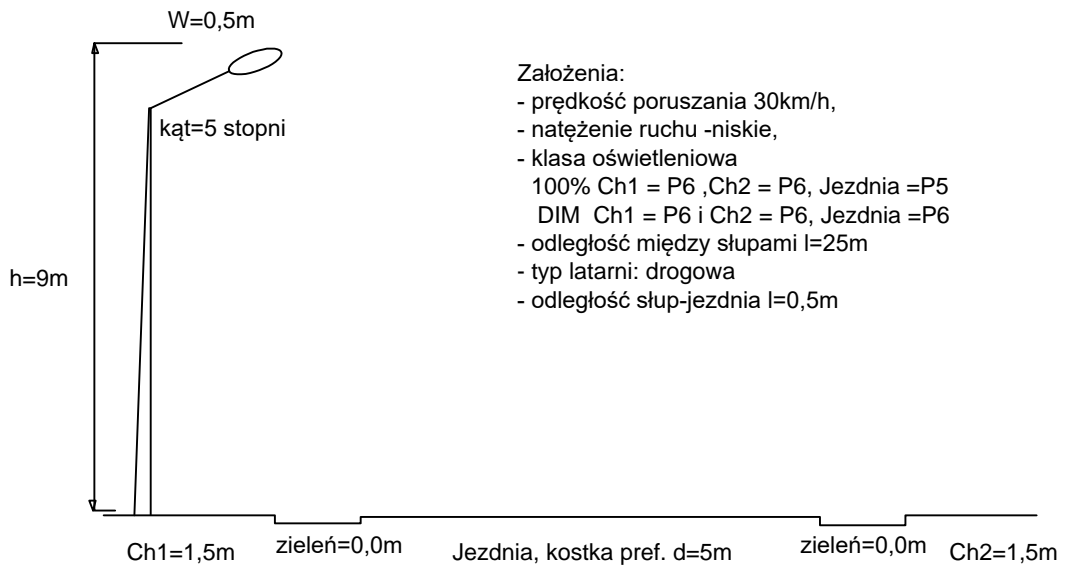 W=0,5m
kąt=5 stopni
h=9m
Założenia:
- prędkość poruszania 30km/h,
- natężenie ruchu -niskie,
- klasa oświetleniowa
100% Ch1 = P6 ,Ch2 = P6, Jezdnia =P5
DIM Ch1 = P6 i Ch2 = P6, Jezdnia =P6
- odległość między słupami l=25m
- typ latarni: drogowa
- odległość słup-jezdnia l=0,5m
Ch1=1,5m
zieleń=0,0m
Jezdnia, kostka pref. d=5m
zieleń=0,0m
Ch2=1,5m